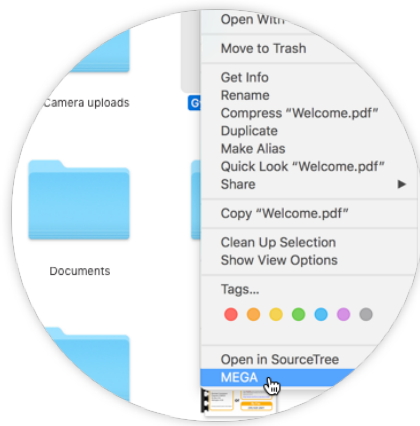 Open With
Move to Trash
Get Info
Rename
Compress “Welcome.pdf”
Duplicate
Make Alias
Quick Look “Welcome.pdf”
Share
Copy “Welcome.pdf”
Clean Up Selection
Show View Options
Tags...
Open in SourceTree
MEGA
Camera uploads
Documents